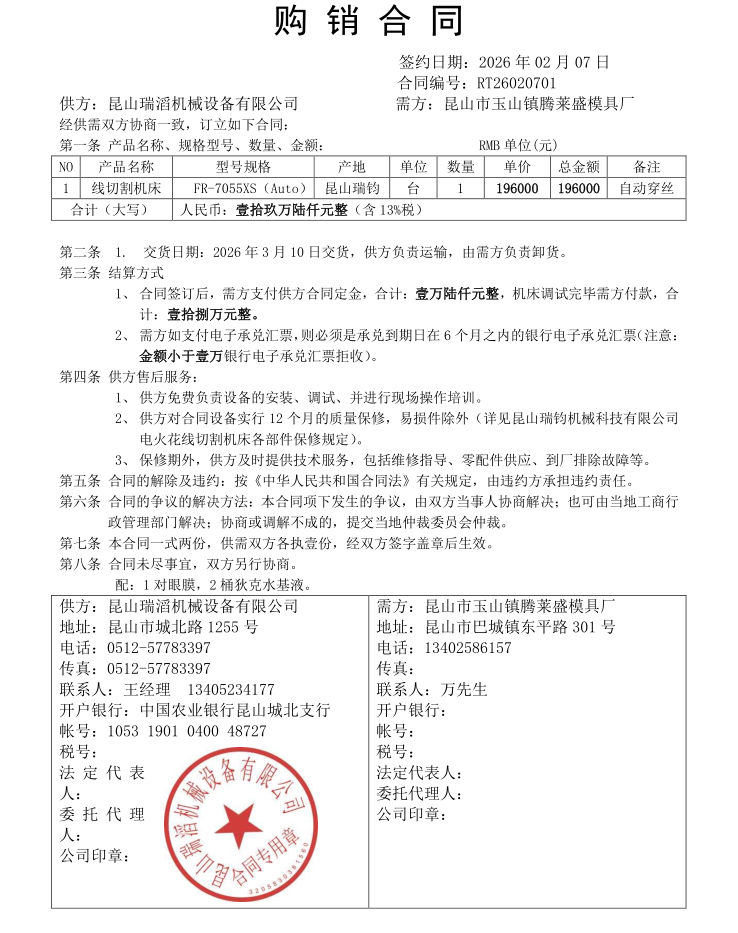 购销合同
签约日期：2026年02月07日
合同编号：RT26020701
供方：昆山瑞滔机械设备有限公司 需方：昆山市玉山镇腾莱盛模具厂
经供需双方协商一致，订立如下合同：
第一条 产品名称、规格型号、数量、金额： RMB单位(元)
NO 产品名称 型号规格 产地 单位 数量 单价 总金额 备注
1 线切割机床 FR-7055XS（Auto） 昆山瑞钧 台 1 196000 196000 自动穿丝
合计（大写） 人民币：壹拾玖万陆仟元整（含13%税）
第二条 1. 交货日期：2026年3月10日交货，供方负责运输，由需方负责卸货。
第三条 结算方式
1、 合同签订后，需方支付供方合同定金，合计：壹万陆仟元整，机床调试完毕需方付款，合
计：壹拾捌万元整。
2、 需方如支付电子承兑汇票,则必须是承兑到期日在6个月之内的银行电子承兑汇票(注意：
金额小于壹万银行电子承兑汇票拒收)。
第四条 供方售后服务：
1、 供方免费负责设备的安装、调试、并进行现场操作培训。
2、 供方对合同设备实行12个月的质量保修，易损件除外（详见昆山瑞钧机械科技有限公司
电火花线切割机床各部件保修规定）。
3、 保修期外，供方及时提供技术服务，包括维修指导、零配件供应、到厂排除故障等。
第五条 合同的解除及违约：按《中华人民共和国合同法》有关规定，由违约方承担违约责任。
第六条 合同的争议的解决方法：本合同项下发生的争议，由双方当事人协商解决；也可由当地工商行
政管理部门解决；协商或调解不成的，提交当地仲裁委员会仲裁。
第七条 本合同一式两份，供需双方各执壹份，经双方签字盖章后生效。
第八条 合同未尽事宜，双方另行协商。
配：1对眼膜，2桶狄克水基液。
供方：昆山瑞滔机械设备有限公司
地址：昆山市城北路1255号
电话：0512-57783397
传真：0512-57783397
联系人：王经理 13405234177
开户银行：中国农业银行昆山城北支行
帐号：1053 1901 0400 48727
税号：
法定代表
人：
委托代理
人：
公司印章：
昆山瑞滔机械设备有限公司
合同专用章
需方：昆山市玉山镇腾莱盛模具厂
地址：昆山市巴城镇东平路301号
电话：13402586157
传真：
联系人：万先生
开户银行：
帐号：
税号：
法定代表人：
委托代理人：
公司印章：